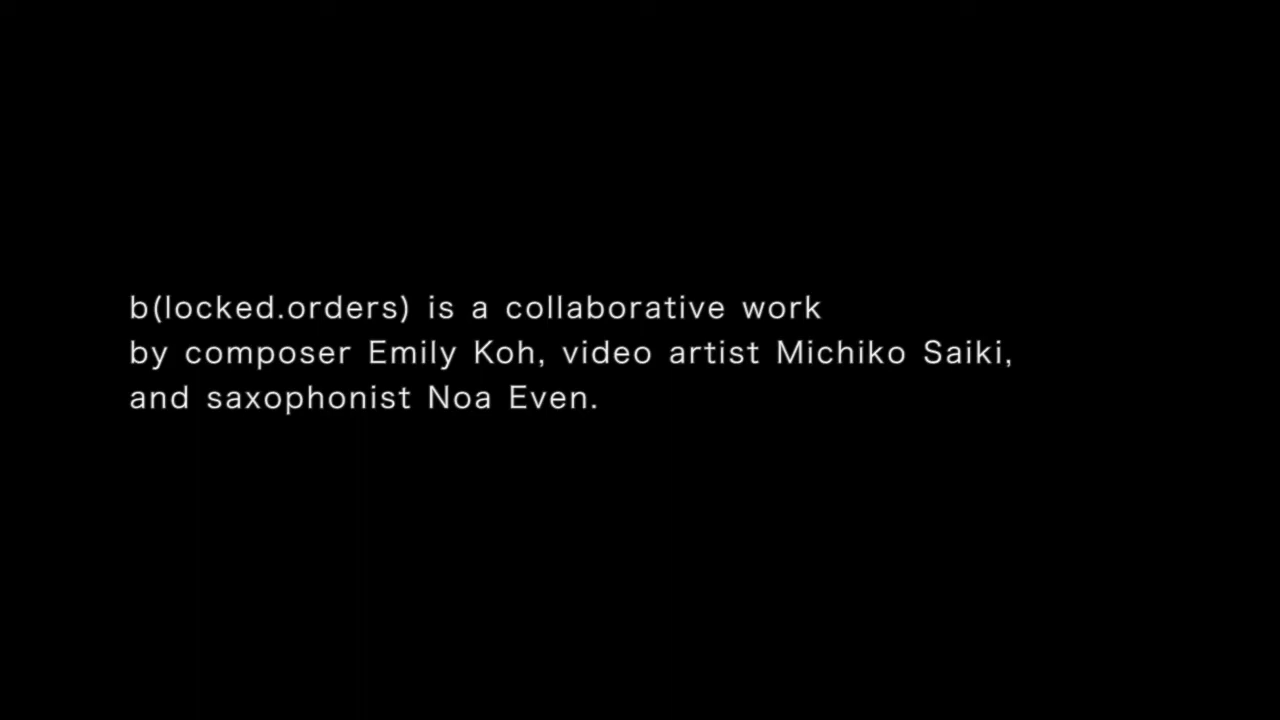 b(locked.orders) is a collaborative work
by composer Emily Koh, video artist Michiko Saiki,
and saxophonist Noa Even.